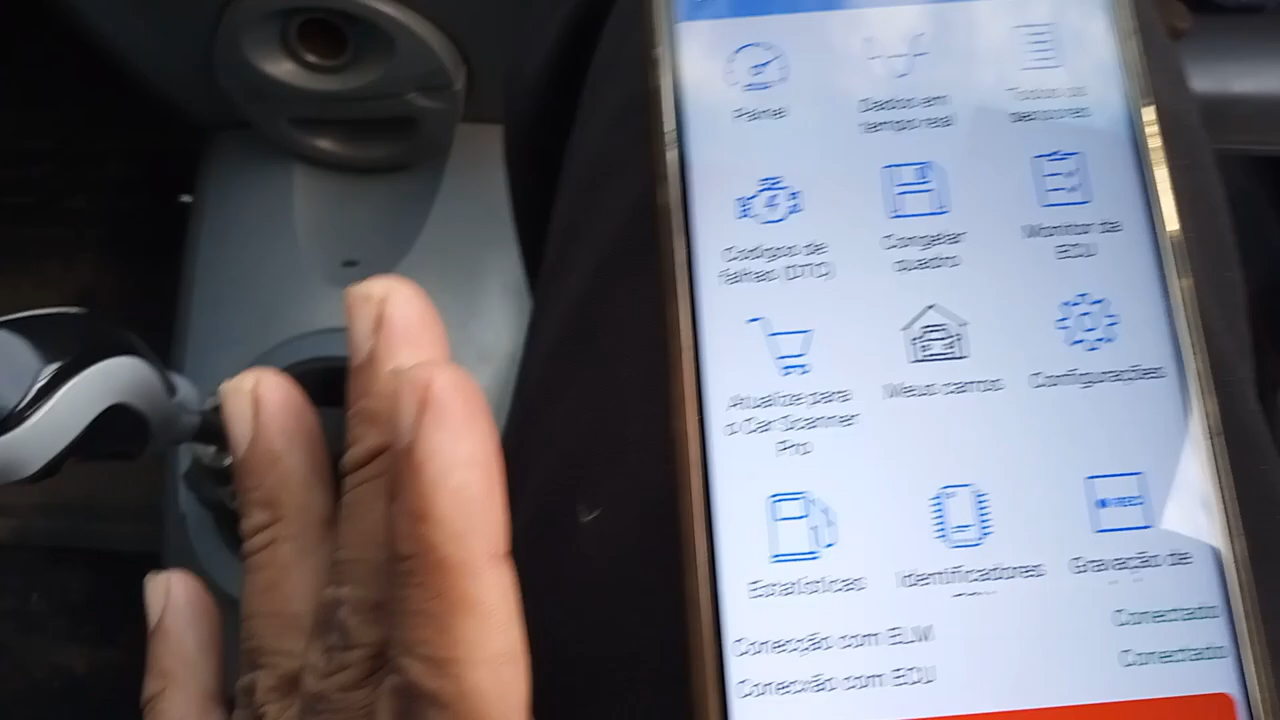 Painel
Dados em
tempo real
Todos os
sensores
Códigos de
falhas (DTC)
Congelar
quadro
Monitor da
ECU
Atualize para
o Car Scanner
Pro
Meus carros
Configurações
Estatísticas
Identificadores
Gravação de
Conecção com ELM
Conectado
Conexão com ECU
Conectado